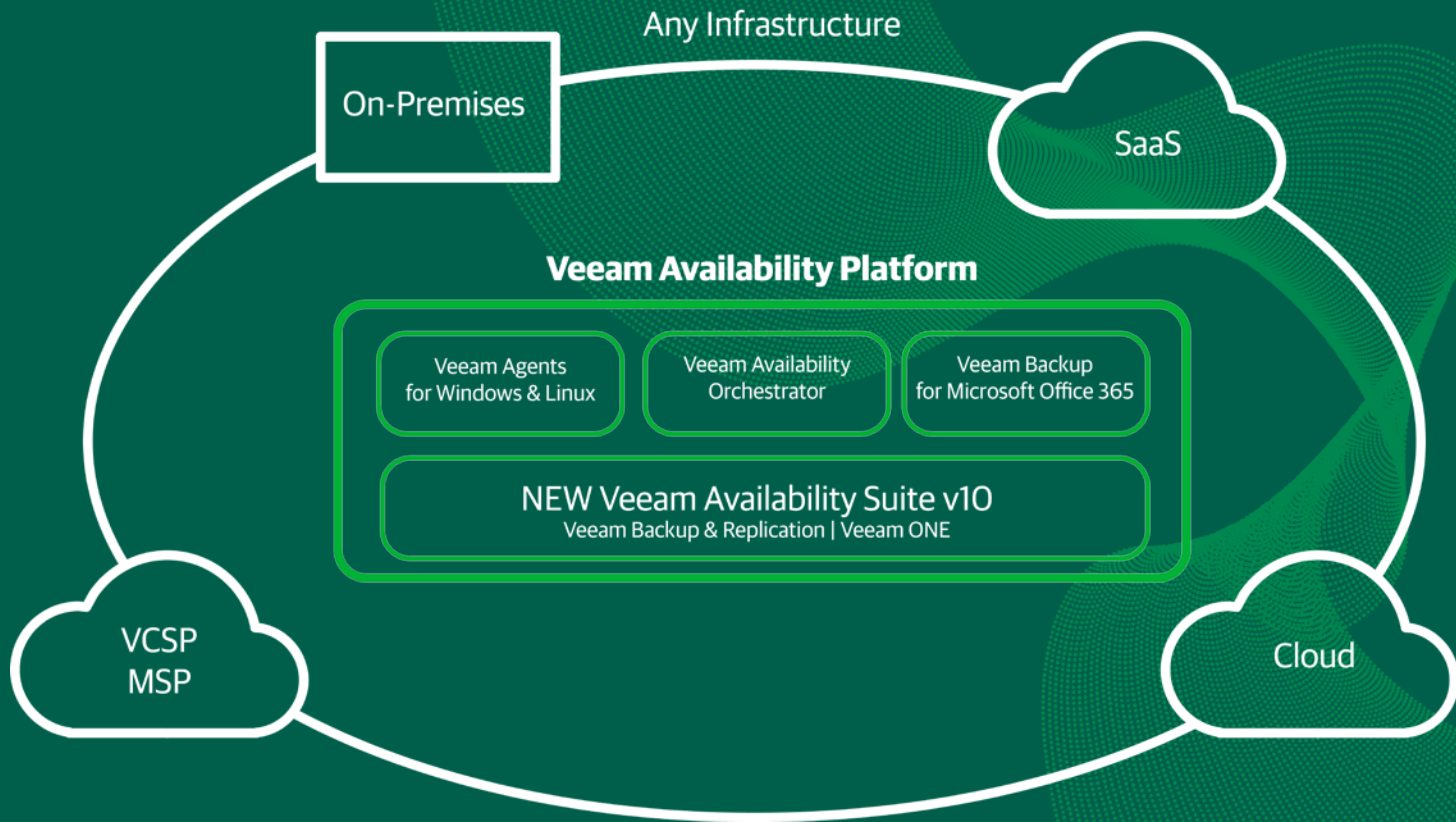 Any Infrastructure
On-Premises
SaaS
Veeam Availability Platform
Veeam Agents
for Windows & Linux
Veeam Availability
Orchestrator
Veeam Backup
for Microsoft Office 365
NEW Veeam Availability Suite v10
Veeam Backup & Replication | Veeam ONE
VCSP
MSP
Cloud